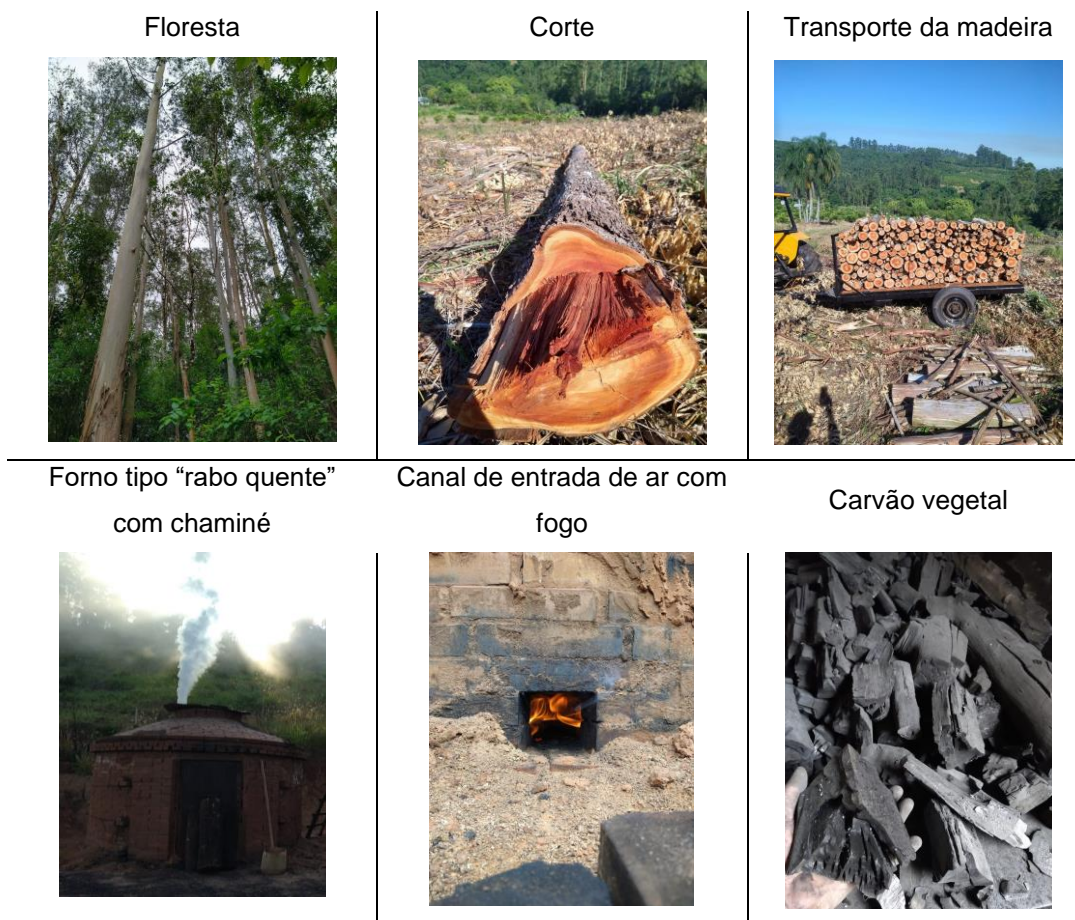 Floresta
Corte
Transporte da madeira
Forno tipo “rabo quente”
com chaminé
Canal de entrada de ar com
fogo
Carvão vegetal